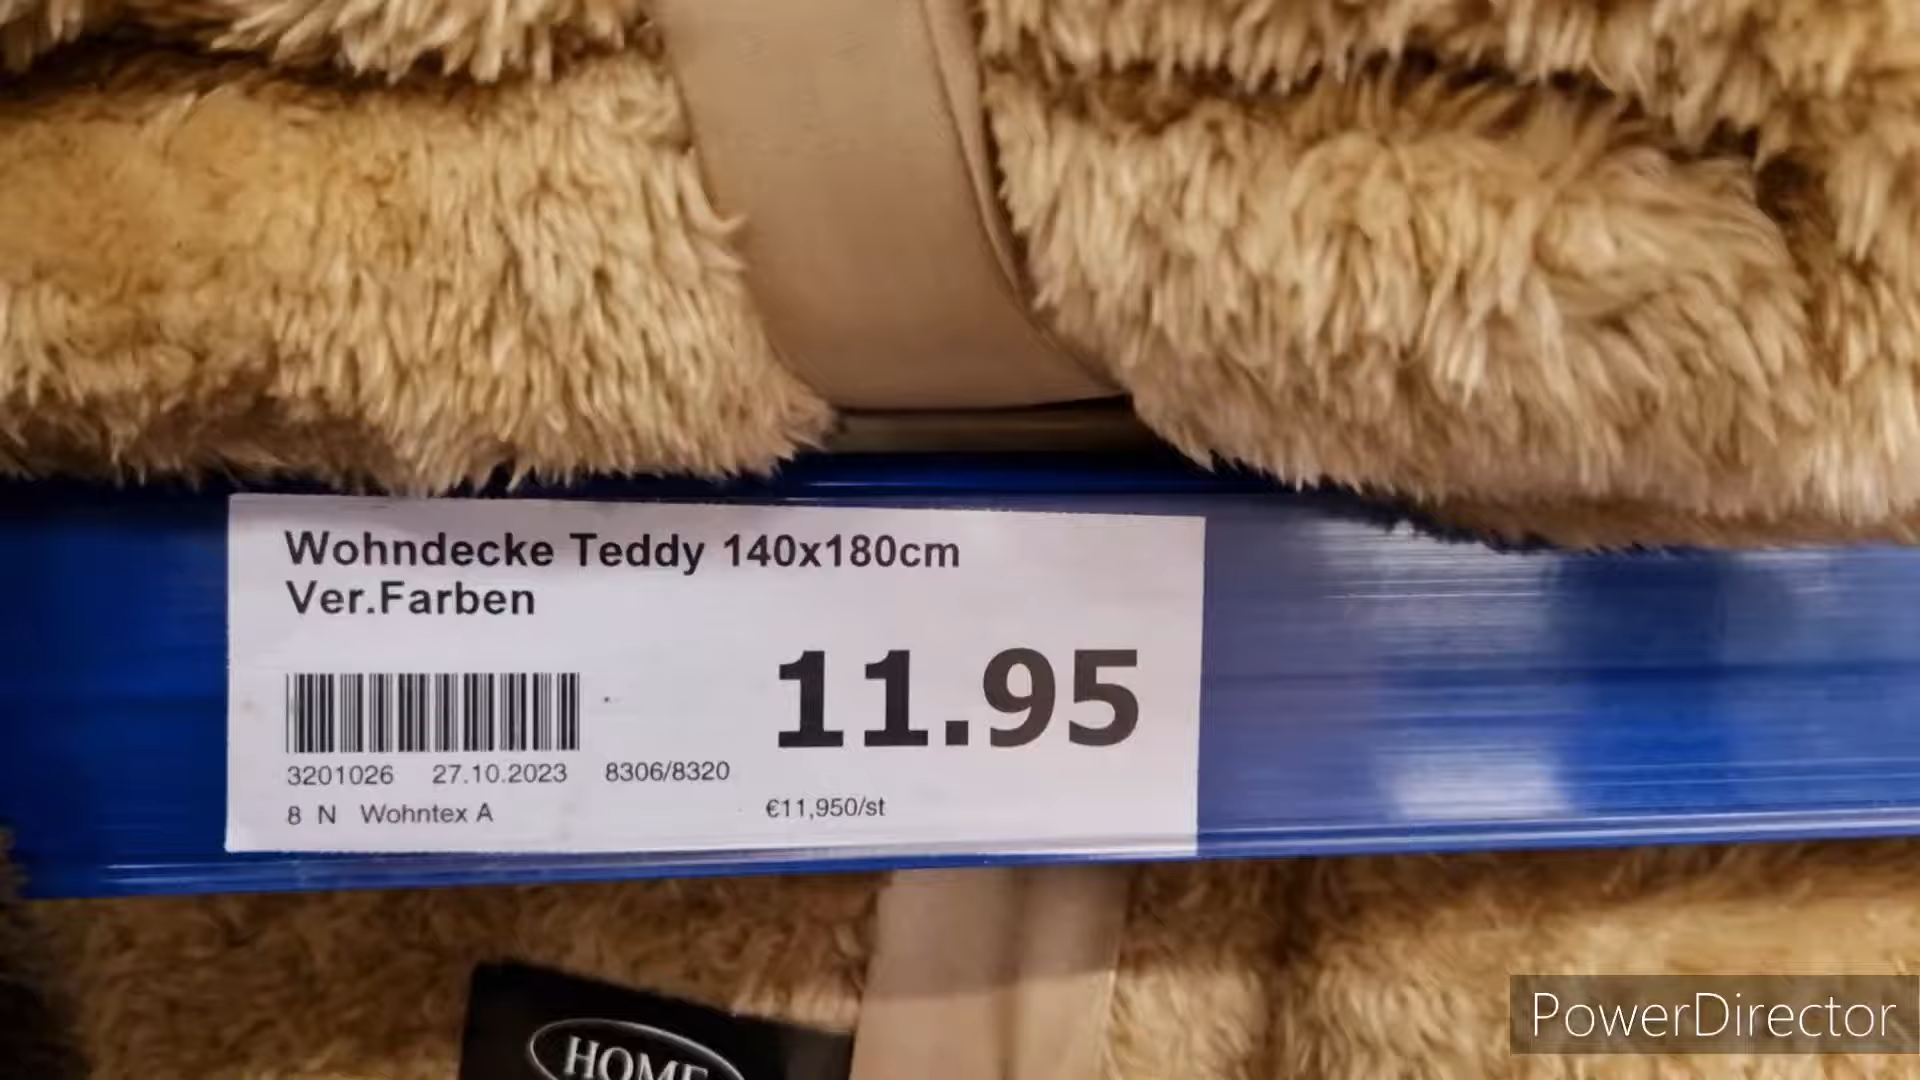 Wohndecke Teddy 140x180cm
Ver.Farben
11.95
3201026 27.10.2023 8306/8320
8 N Wohntex A €11,950/st
HOME
PowerDirector